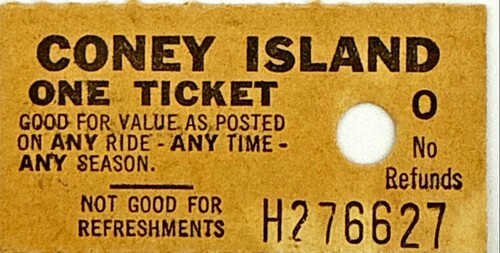 CONEY ISLAND
ONE TICKET
GOOD FOR VALUE AS POSTED
ON ANY RIDE - ANY TIME -
ANY SEASON.
NOT GOOD FOR
REFRESHMENTS
O
No
Refunds
H276627